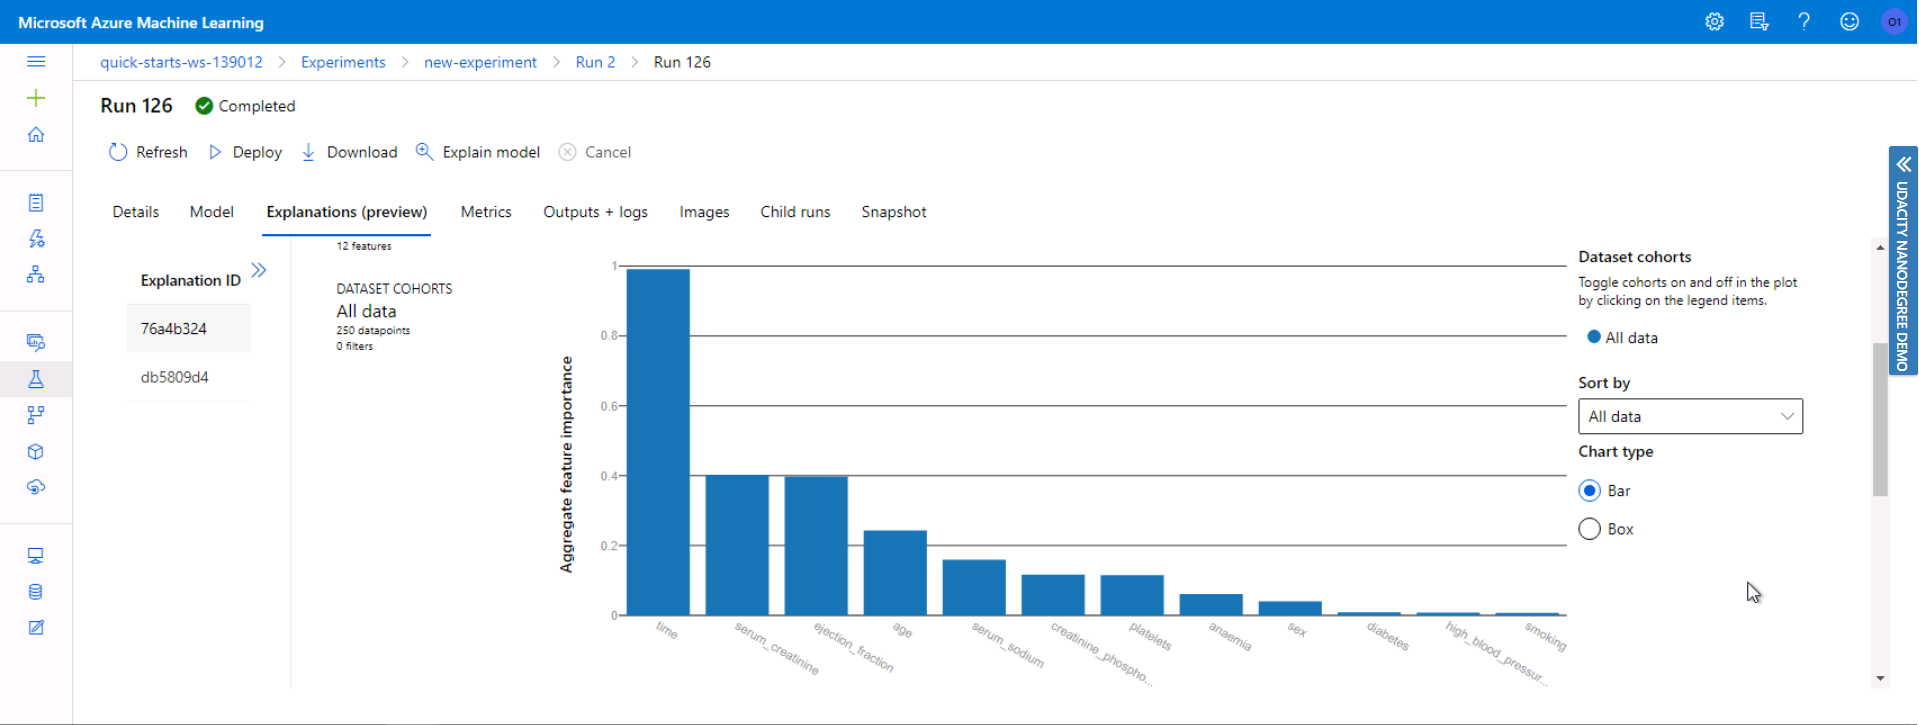 Microsoft Azure Machine Learning
O1
quick-starts-ws-139012 > Experiments > new-experiment > Run 2 > Run 126
Run 126 Completed
Refresh Deploy Download Explain model Cancel
Details Model Explanations (preview) Metrics Outputs + logs Images Child runs Snapshot
Explanation ID
76a4b324
db5809d4
12 features
DATASET COHORTS
All data
250 datapoints
0 filters
Aggregate feature importance
1
0.8
0.6
0.4
0.2
0
time
serum_creatinine
ejection_fraction
age
serum_sodium
creatinine_phospho...
platelets
anaemia
sex
diabetes
high_blood_pressur...
smoking
Dataset cohorts
Toggle cohorts on and off in the plot
by clicking on the legend items.
All data
Sort by
All data
Chart type
Bar
Box
UDACITY NANODEGREE DEMO